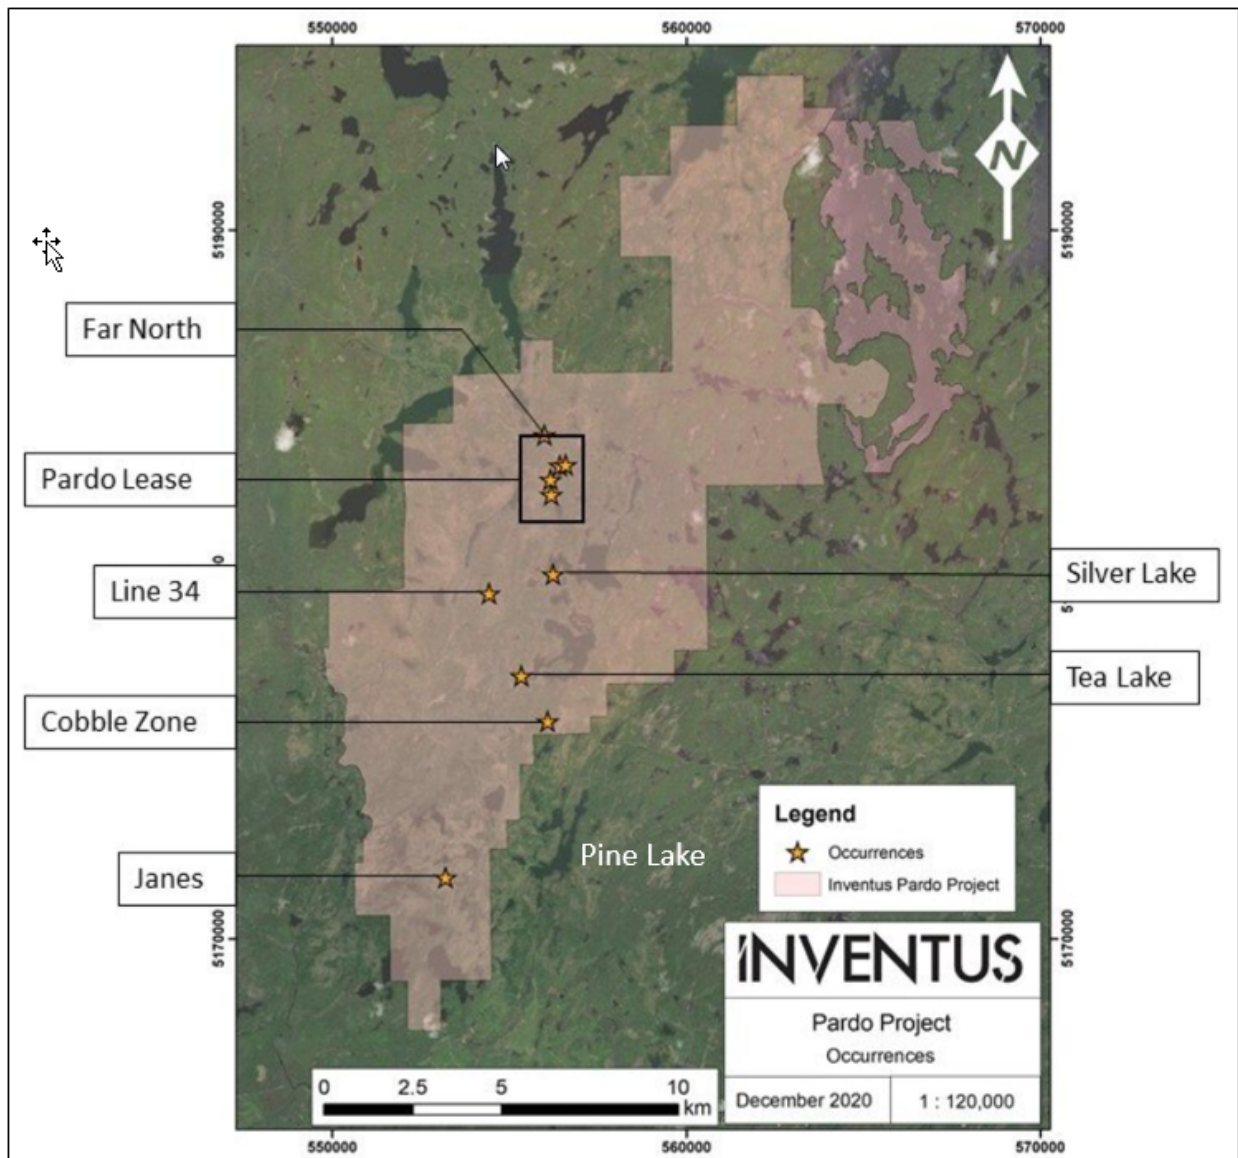 550000
560000
570000
N
5190000
5190000
Far North
Pardo Lease
0
Line 34
Silver Lake
Tea Lake
Cobble Zone
Janes
Pine Lake
Legend
Occurrences
Inventus Pardo Project
5170000
5170000
INVENTUS
Pardo Project
Occurrences
December 2020
1 : 120,000
0 2.5 5 10
km
550000
560000
570000